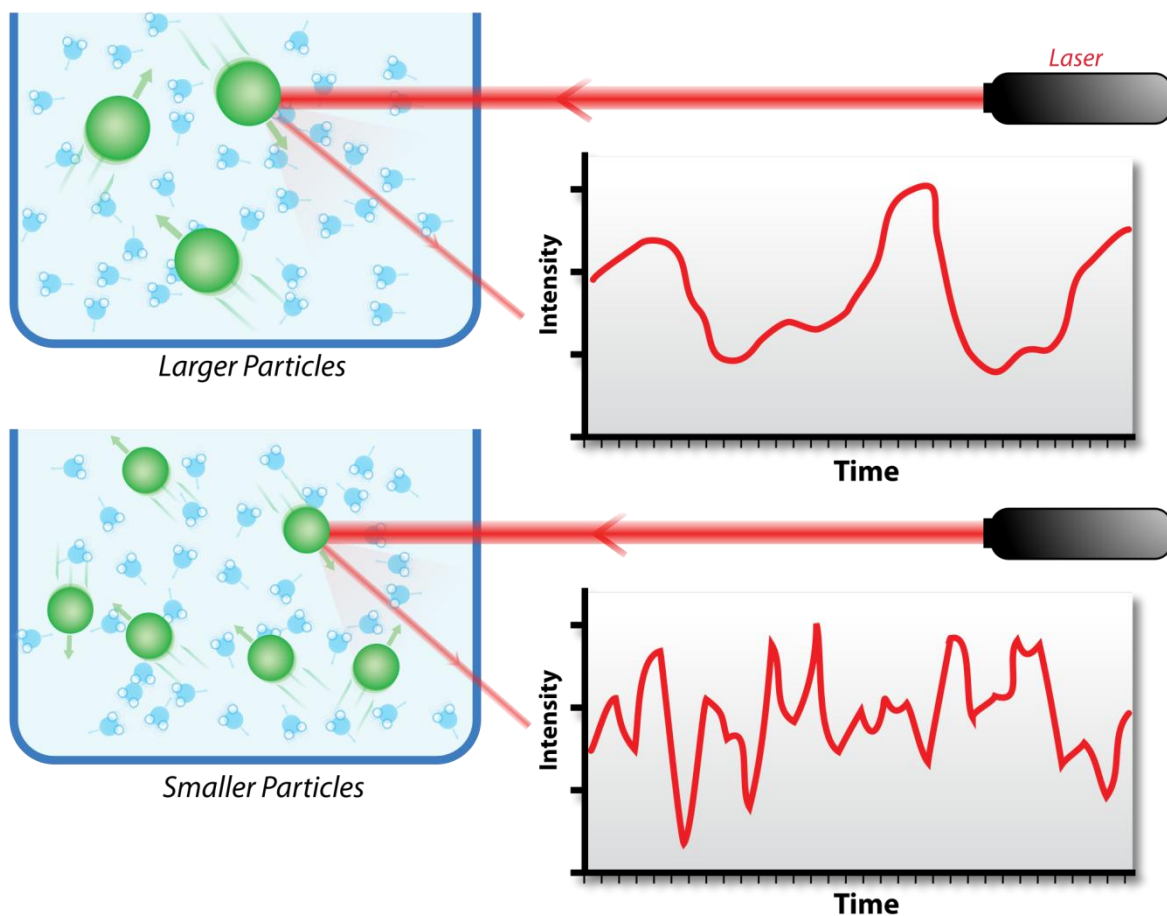 Laser
Intensity
Time
Larger Particles
Intensity
Time
Smaller Particles